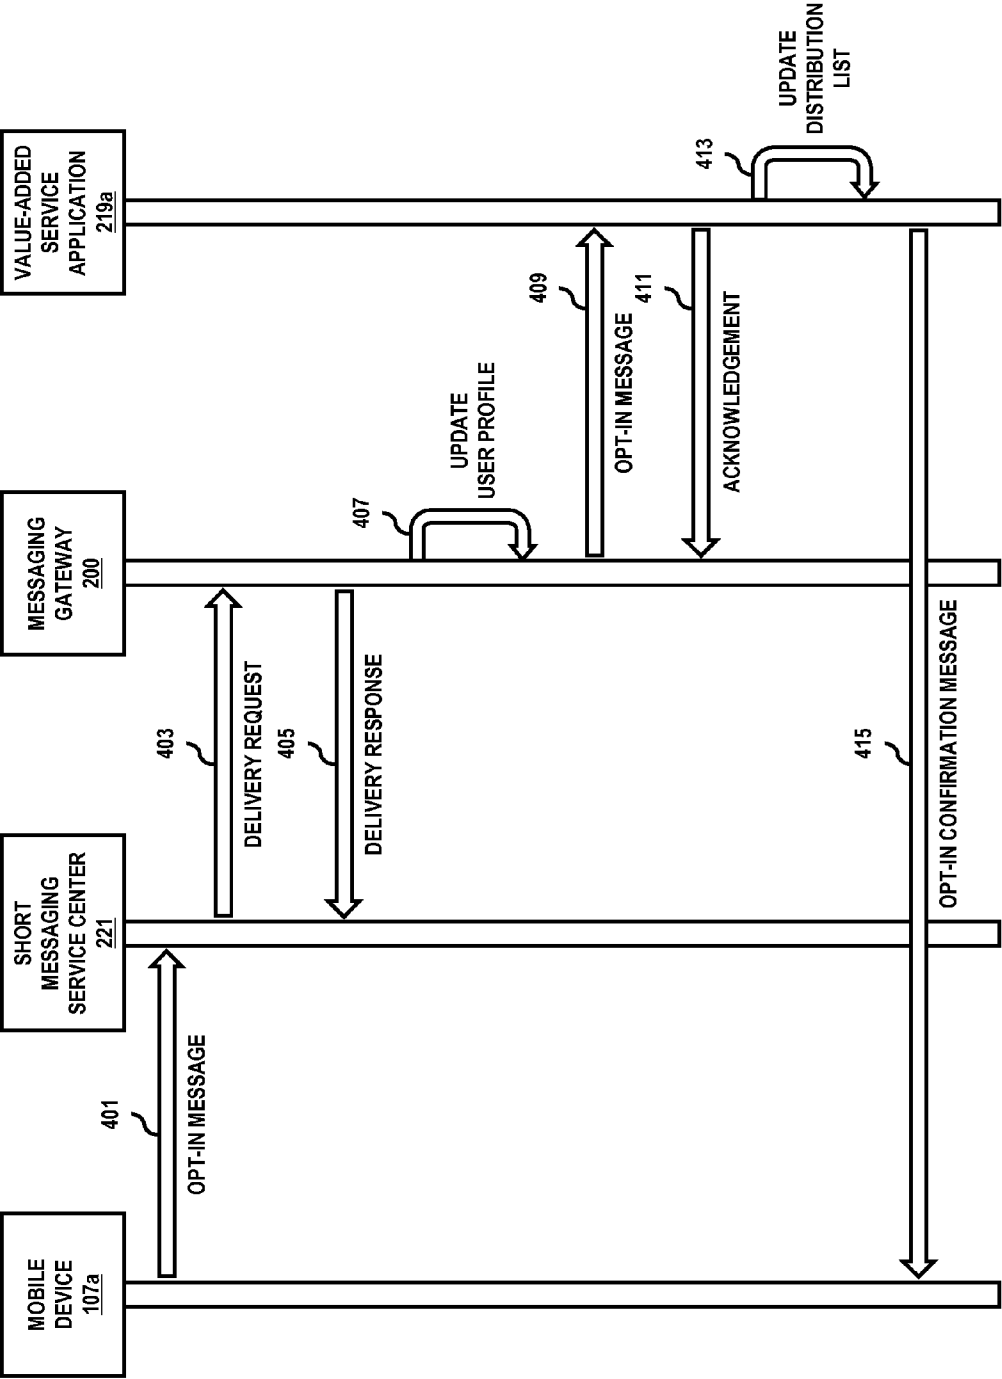 MOBILE
DEVICE
107a
SHORT
MESSAGING
SERVICE CENTER
221
MESSAGING
GATEWAY
200
VALUE-ADDED
SERVICE
APPLICATION
219a
401
OPT-IN MESSAGE
403
DELIVERY REQUEST
405
DELIVERY RESPONSE
407
UPDATE
USER PROFILE
409
OPT-IN MESSAGE
411
ACKNOWLEDGEMENT
413
UPDATE
DISTRIBUTION
LIST
415
OPT-IN CONFIRMATION MESSAGE